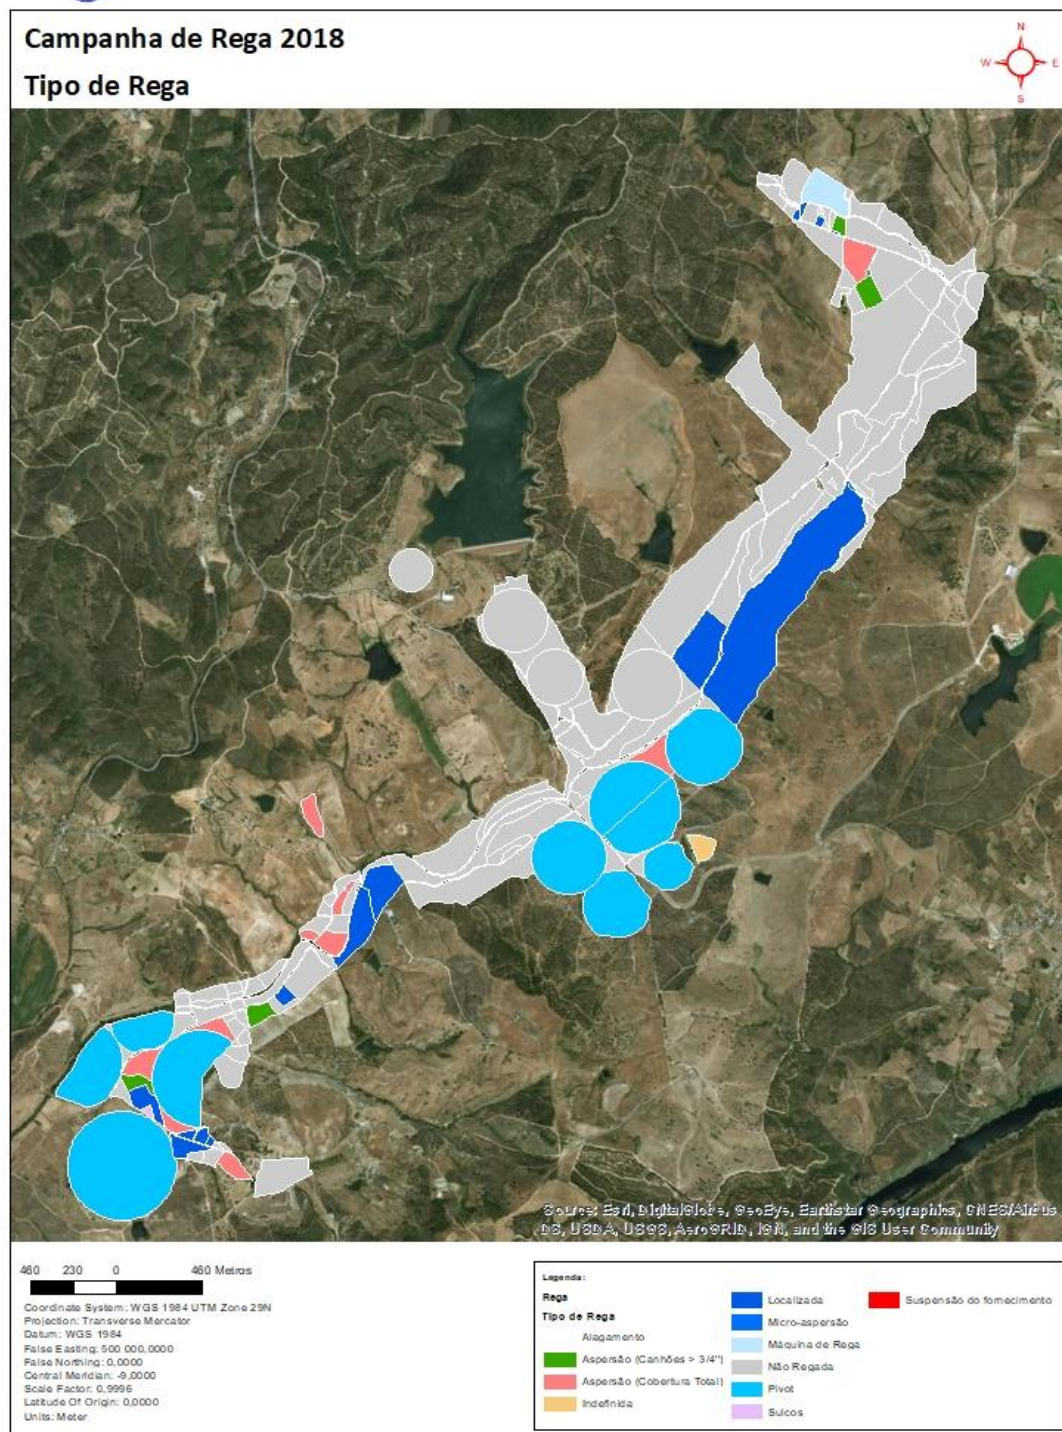 Campanha de Rega 2018
Tipo de Rega
N
W E
S
Source: Esri, DigitalGlobe, GeoEye, Earthstar Geographics, CNES/Airbus
DS, USDA, USGS, AeroGRID, IGN, and the GIS User Community
460 230 0 460 Metros
Coordinate System: WGS 1984 UTM Zone 29N
Projection: Transverse Mercator
Datum: WGS 1984
False Easting: 500 000,0000
False Northing: 0,0000
Central Meridian: -9,0000
Scale Factor: 0,9996
Latitude Of Origin: 0,0000
Units: Meter
Legenda:
Rega
Tipo de Rega
Alagamento
Aspersão (Canhões > 3/4")
Aspersão (Cobertura Total)
Indefinida
Localizada
Micro-aspersão
Máquina de Rega
Não Regada
Pivot
Sulcos
Suspensão do fornecimento